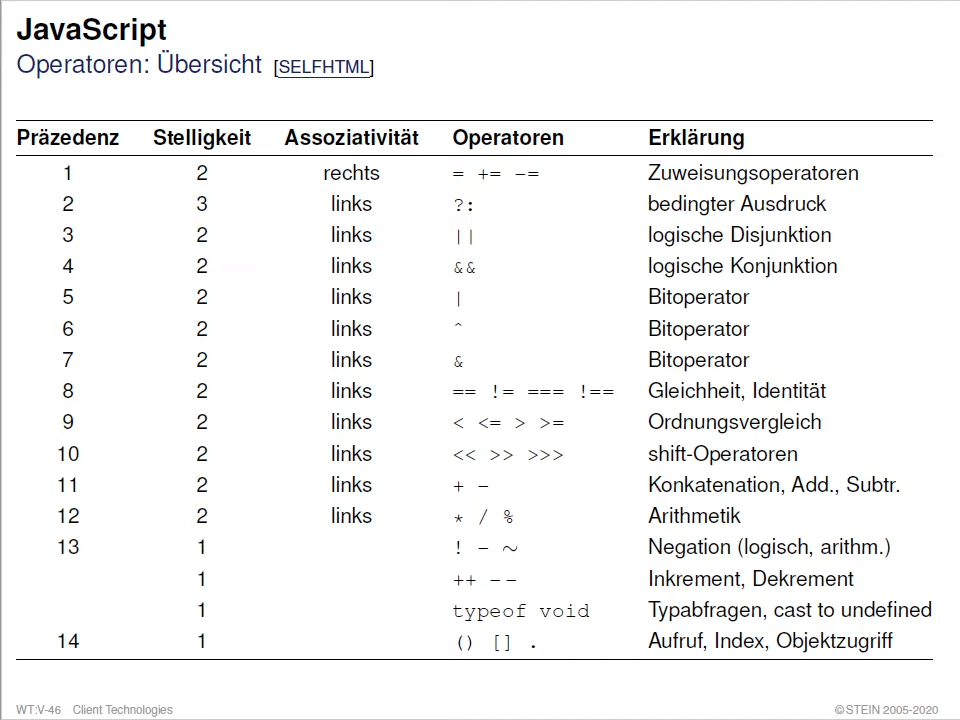 JavaScript
Operatoren: Übersicht [SELFHTML]
Präzedenz Stelligkeit Assoziativität Operatoren Erklärung
1 2 rechts = += -= Zuweisungsoperatoren
2 3 links ?: bedingter Ausdruck
3 2 links || logische Disjunktion
4 2 links && logische Konjunktion
5 2 links | Bitoperator
6 2 links ^ Bitoperator
7 2 links & Bitoperator
8 2 links == != === !== Gleichheit, Identität
9 2 links < <= > >= Ordnungsvergleich
10 2 links << >> >>> shift-Operatoren
11 2 links + - Konkatenation, Add., Subtr.
12 2 links * / % Arithmetik
13 1 ! - ~ Negation (logisch, arithm.)
1 ++ -- Inkrement, Dekrement
1 typeof void Typabfragen, cast to undefined
14 1 () [] . Aufruf, Index, Objektzugriff
WT:V-46 Client Technologies ©STEIN 2005-2020